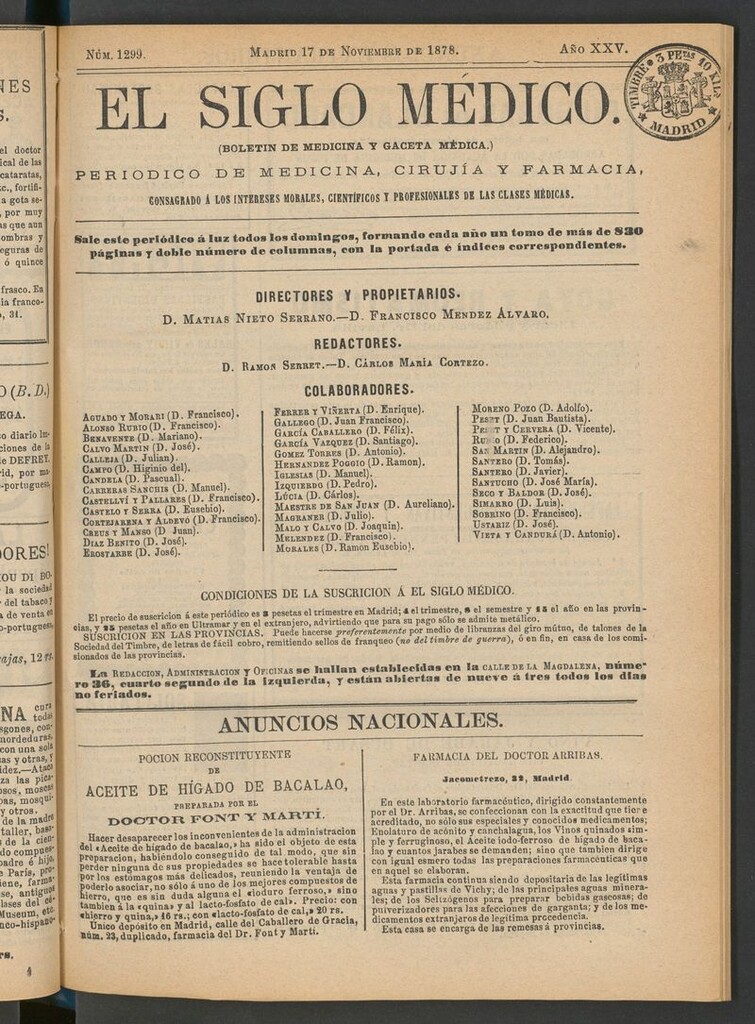 NÚM. 1299.
MADRID 17 DE NOVIEMBRE DE 1878.
AÑO XXV.
TIMBRE 3 PETAS 10 KILS
MADRID
EL SIGLO MÉDICO.
(BOLETIN DE MEDICINA Y GACETA MÉDICA.)
PERIODICO DE MEDICINA, CIRUJÍA Y FARMACIA,
CONSAGRADO Á LOS INTERESES MORALES, CIENTÍFICOS Y PROFESIONALES DE LAS CLASES MÉDICAS.
Sale este periódico á luz todos los domingos, formando cada año un tomo de más de 830
páginas y doble número de columnas, con la portada é índices correspondientes.
DIRECTORES Y PROPIETARIOS.
D. MATIAS NIETO SERRANO.—D. FRANCISCO MENDEZ ÁLVARO.
REDACTORES.
D. RAMON SERRET.—D. CÁRLOS MARÍA CORTEZO.
COLABORADORES.
AGUADO Y MORARI (D. Francisco).
ALONSO RUBIO (D. Francisco).
BENAVENTE (D. Mariano).
CALVO MARTIN (D. José).
CALLEJA (D. Julian).
CAMPO (D. Higinio del).
CANDELA (D. Pascual).
CARRERAS SANCHIS (D. Manuel).
CASTELLVÍ Y PALLARES (D. Francisco).
CASTELO Y SERRA (D. Eusebio).
CORTEJARENA Y ALDEVÓ (D. Francisco).
CREUS Y MANSO (D Juan).
DIAZ BENITO (D. José).
EROSTARBE (D. José).
FERRER Y VIÑERTA (D. Enrique).
GALLEGO (D. Juan Francisco).
GARCÍA CABALLERO (D. Félix).
GARCÍA VAZQUEZ (D. Santiago).
GOMEZ TORRES (D. Antonio).
HERNANDEZ POGGIO (D. Ramon).
IGLESIAS (D. Manuel).
IZQUIERDO (D. Pedro).
LÚCIA (D. Cárlos).
MAESTRE DE SAN JUAN (D. Aureliano).
MAGRANER (D. Julio).
MALO Y CALVO (D. Joaquin).
MELENDEZ (D. Francisco).
MORALES (D. Ramon Eusebio).
MORENO POZO (D. Adolfo).
PESET (D. Juan Bautista).
PESET Y CERVERA (D. Vicente).
RUBIO (D. Federico).
SAN MARTIN (D. Alejandro).
SANTERO (D. Tomás).
SANTERO (D. Javier).
SANTUCHO (D. José María).
SECO Y BALDOR (D. José).
SIMARRO (D. Luis).
SOBRINO (D. Francisco).
USTARIZ (D. José).
VIETA Y CANDURÁ (D. Antonio).
CONDICIONES DE LA SUSCRICION Á EL SIGLO MÉDICO.
El precio de suscricion á este periódico es 3 pesetas el trimestre en Madrid; 4 el trimestre, 8 el semestre y 15 el año en las provin-
cias, y 25 pesetas el año en Ultramar y en el extranjero, advirtiendo que para su pago sólo se admite metálico.
SUSCRICION EN LAS PROVINCIAS. Puede hacerse preferentemente por medio de libranzas del giro mútuo, de talones de la
Sociedad del Timbre, de letras de fácil cobro, remitiendo sellos de franqueo (no del timbre de guerra), ó en fin, en casa de los comi-
sionados de las provincias.
LA REDACCION, ADMINISTRACION Y OFICINAS se hallan establecidas en la CALLE DE LA MAGDALENA, núme-
ro 36, cuarto segundo de la izquierda, y están abiertas de nueve á tres todos los dias
no feriados.
ANUNCIOS NACIONALES.
POCION RECONSTITUYENTE
DE
ACEITE DE HÍGADO DE BACALAO,
PREPARADA POR EL
DOCTOR FONT Y MARTÍ.
Hacer desaparecer los inconvenientes de la administracion
del «Aceite de hígado de bacalao,» ha sido el objeto de esta
preparacion, habiéndolo conseguido de tal modo, que sin
perder ninguna de sus propiedades se hace tolerable hasta
por los estómagos más delicados, reuniendo la ventaja de
poderlo asociar, no sólo á uno de los mejores compuestos de
hierro, que es sin duda alguna el «ioduro ferroso,» sino
tambien á la «quina» y al «lacto-fosfato de cal». Precio: con
«hierro y quina,» 16 rs.; con «lacto-fosfato de cal,» 20 rs.
Unico depósito en Madrid, calle del Caballero de Gracia,
núm. 23, duplicado, farmacia del Dr. Font y Martí.
FARMACIA DEL DOCTOR ARRIBAS.
Jacometrezo, 32, Madrid.
En este laboratorio farmacéutico, dirigido constantemente
por el Dr. Arribas, se confeccionan con la exactitud que tiene
acreditado, no sólo sus especiales y conocidos medicamentos;
Enolaturo de acónito y canchalagua, los Vinos quinados sim-
ple y ferruginoso, el Aceite iodo-ferroso de hígado de baca-
lao y cuantos jarabes se demandan; sino que tambien dirige
con igual esmero todas las preparaciones farmacéuticas que
en aquel se elaboran.
Esta farmacia continua siendo depositaria de las legítimas
aguas y pastillas de Vichy; de las principales aguas minera-
les; de los Selizógenos para preparar bebidas gaseosas; de
pulverizadores para las afecciones de garganta; y de los me-
dicamentos extranjeros de legítima procedencia.
Esta casa se encarga de las remesas á provincias.